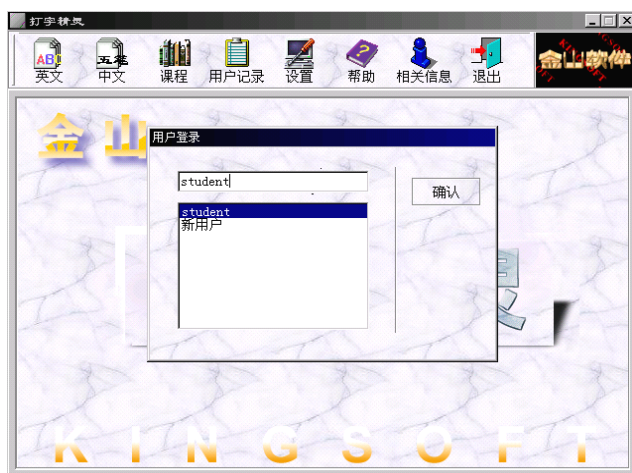 打字精灵
英文 中文 课程 用户记录 设置 帮助 相关信息 退出
金山软件
KINGSOFT
金山
用户登录
student
确认
student
新用户
KINGSOFT